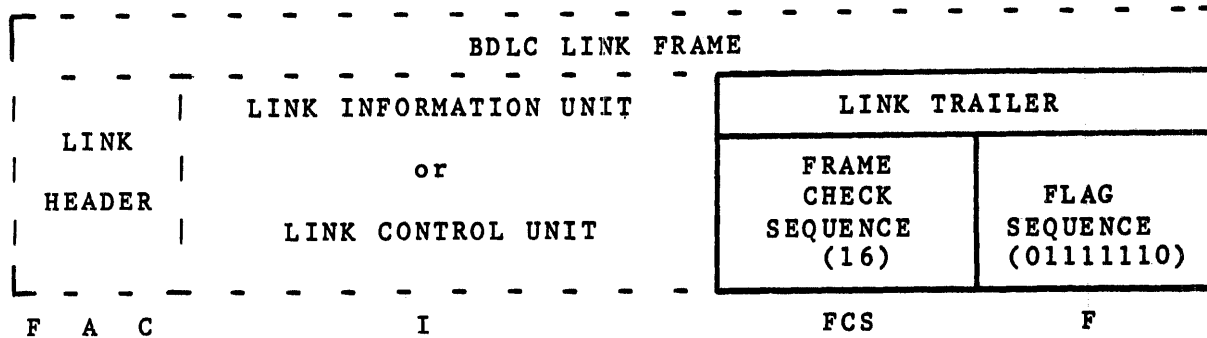 BDLC LINK FRAME
LINK HEADER
LINK INFORMATION UNIT
or
LINK CONTROL UNIT
LINK TRAILER
FRAME
CHECK
SEQUENCE
(16)
FLAG
SEQUENCE
(01111110)
F A C I FCS F